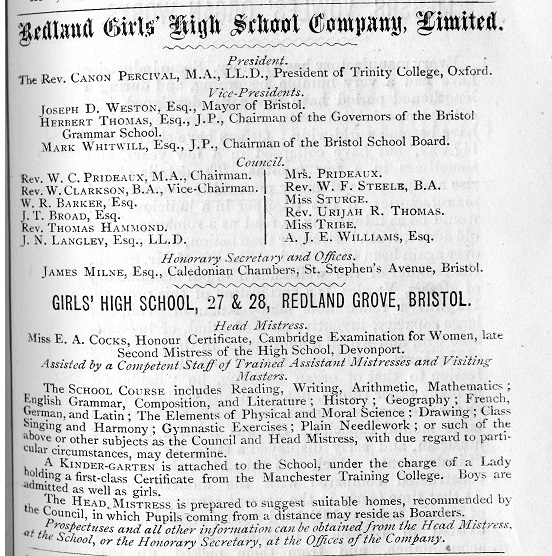 Redland Girls' High School Company, Limited.
President.
The Rev. CANON PERCIVAL, M.A., LL.D., President of Trinity College, Oxford.
Vice-Presidents.
JOSEPH D. WESTON, Esq., Mayor of Bristol.
HERBERT THOMAS, Esq., J.P., Chairman of the Governors of the Bristol
Grammar School.
MARK WHITWILL, Esq., J.P., Chairman of the Bristol School Board.
Council.
Rev. W. C. PRIDEAUX, M.A., Chairman.
Rev. W. CLARKSON, B.A., Vice-Chairman.
W. R. BARKER, Esq.
J. T. BROAD, Esq.
Rev. THOMAS HAMMOND.
J. N. LANGLEY, Esq., LL.D.
Mrs. PRIDEAUX.
Rev. W. F. STEELE, B.A.
Miss STURGE.
Rev. URIJAH R. THOMAS.
Miss TRIBE.
A. J. E. WILLIAMS, Esq.
Honorary Secretary and Offices.
JAMES MILNE, Esq., Caledonian Chambers, St. Stephen's Avenue, Bristol.
GIRLS' HIGH SCHOOL, 27 & 28, REDLAND GROVE, BRISTOL.
Head Mistress.
Miss E. A. COCKS, Honour Certificate, Cambridge Examination for Women, late
Second Mistress of the High School, Devonport.
Assisted by a Competent Staff of Trained Assistant Mistresses and Visiting
Masters.
The SCHOOL COURSE includes Reading, Writing, Arithmetic, Mathematics;
English Grammar, Composition, and Literature; History; Geography; French,
German, and Latin; The Elements of Physical and Moral Science; Drawing; Class
Singing and Harmony; Gymnastic Exercises; Plain Needlework; or such of the
above or other subjects as the Council and Head Mistress, with due regard to parti-
cular circumstances, may determine.
A KINDER-GARTEN is attached to the School, under the charge of a Lady
holding a first-class Certificate from the Manchester Training College. Boys are
admitted as well as girls.
The HEAD MISTRESS is prepared to suggest suitable homes, recommended by
the Council, in which Pupils coming from a distance may reside as Boarders.
Prospectuses and all other information can be obtained from the Head Mistress,
at the School, or the Honorary Secretary, at the Offices of the Company.